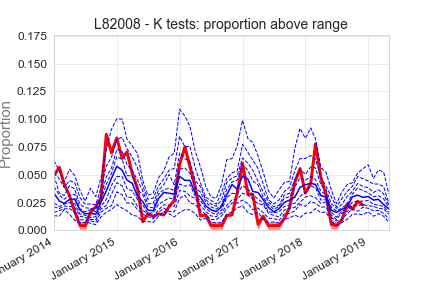 L82008 - K tests: proportion above range
Proportion
0.175
0.150
0.125
0.100
0.075
0.050
0.025
0.000
nuary 2014
January 2015
January 2016
January 2017
January 2018
January 2019